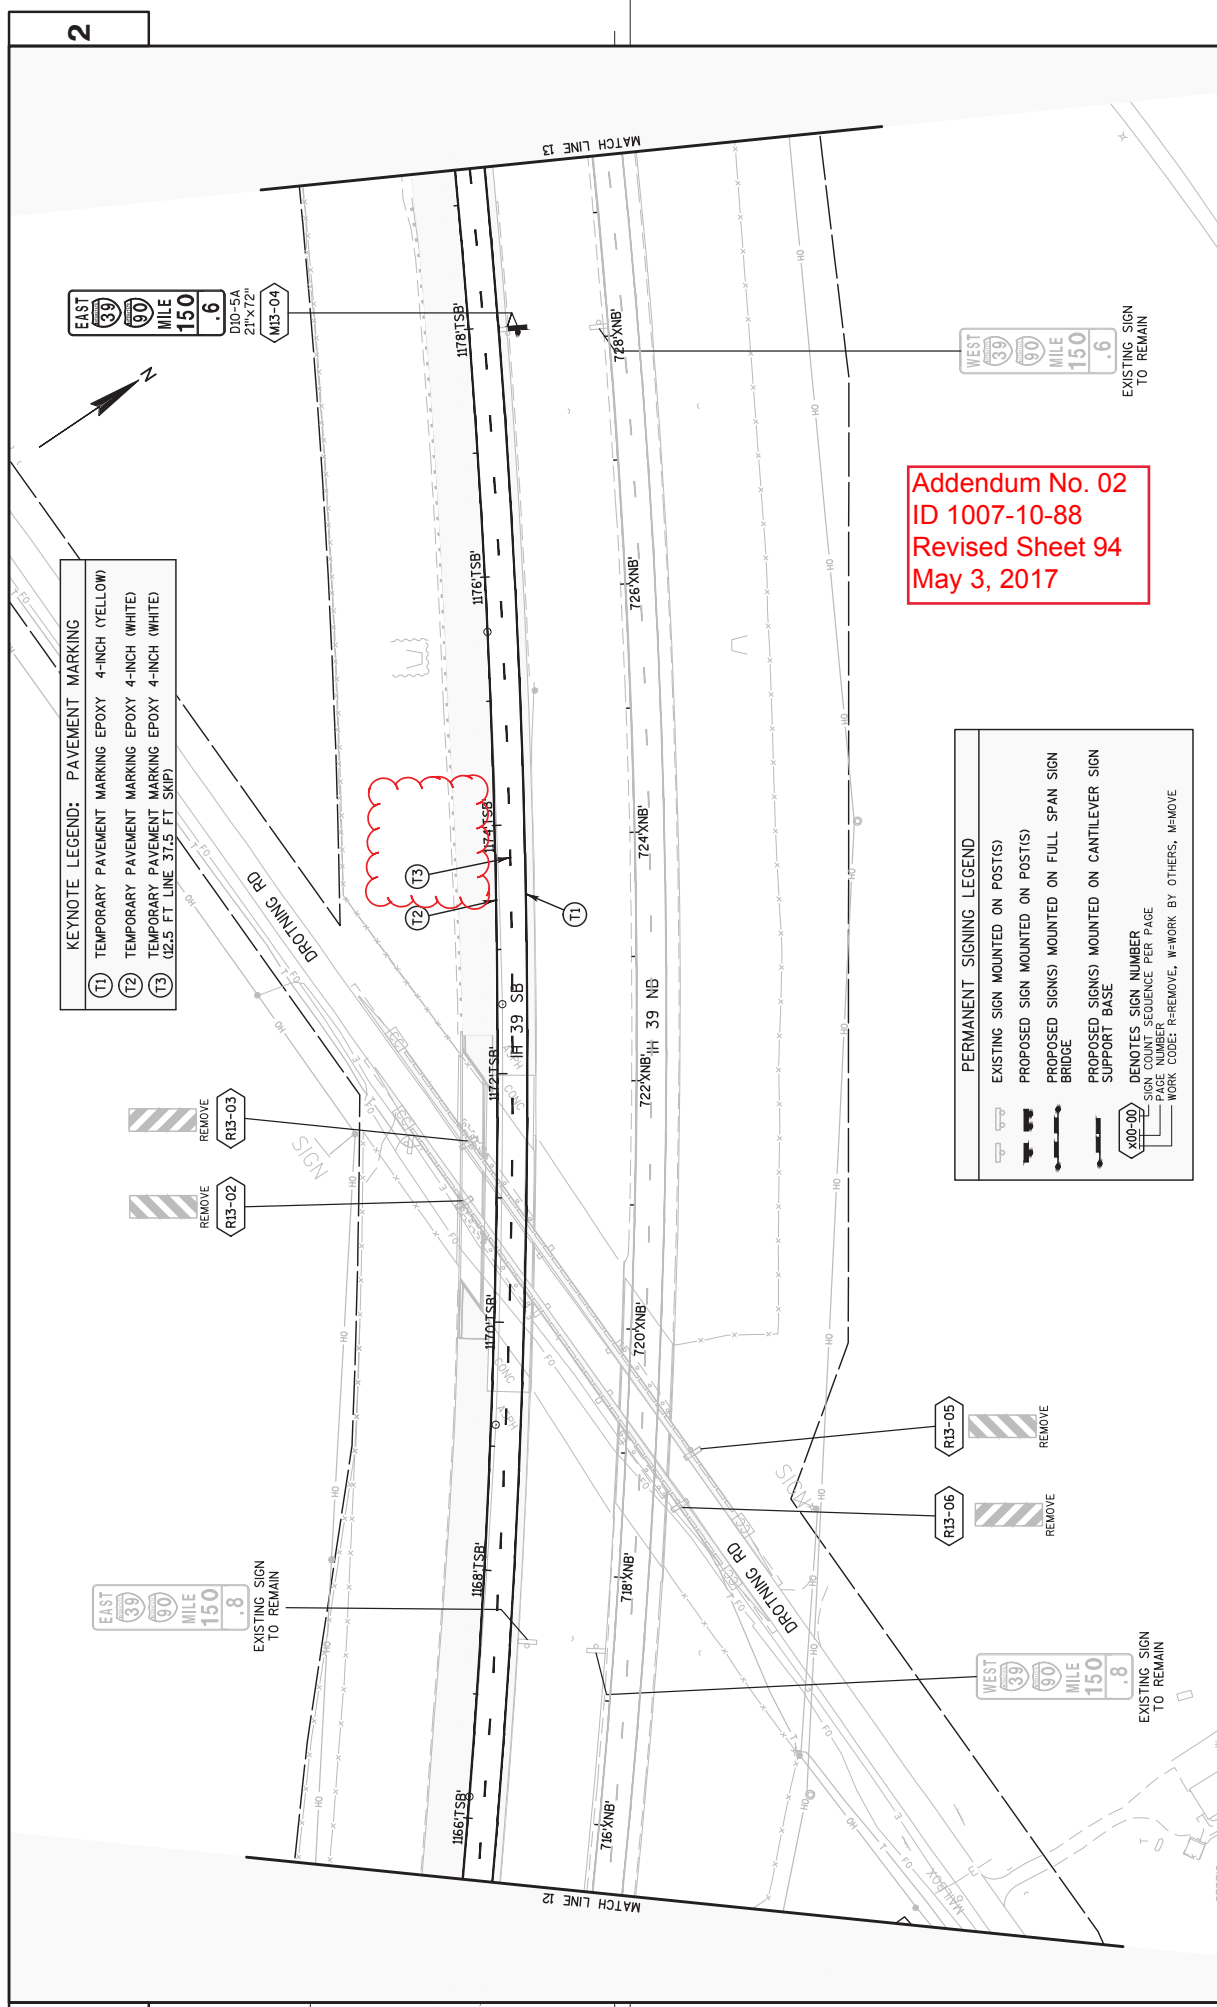 2
MATCH LINE 13
EAST
39
90
MILE
150
.6
D10-5A
21"x72"
M13-04
N
1178'TSB'
728'XNB'
WEST
39
90
MILE
150
.6
EXISTING SIGN
TO REMAIN
Addendum No. 02
ID 1007-10-88
Revised Sheet 94
May 3, 2017
KEYNOTE LEGEND: PAVEMENT MARKING
T1 TEMPORARY PAVEMENT MARKING EPOXY 4-INCH (YELLOW)
T2 TEMPORARY PAVEMENT MARKING EPOXY 4-INCH (WHITE)
T3 TEMPORARY PAVEMENT MARKING EPOXY 4-INCH (WHITE)
(12.5 FT LINE 37.5 FT SKIP)
1176'TSB'
726'XNB'
1174'TSB'
724'XNB'
T3
T2
T1
DROTNING RD
IH 39 SB
IH 39 NB
PERMANENT SIGNING LEGEND
EXISTING SIGN MOUNTED ON POST(S)
PROPOSED SIGN MOUNTED ON POST(S)
PROPOSED SIGN(S) MOUNTED ON FULL SPAN SIGN
BRIDGE
PROPOSED SIGN(S) MOUNTED ON CANTILEVER SIGN
SUPPORT BASE
X00-00
DENOTES SIGN NUMBER
SIGN COUNT SEQUENCE PER PAGE
PAGE NUMBER
WORK CODE: R=REMOVE, W=WORK BY OTHERS, M=MOVE
1172'TSB'
722'XNB'
ASPH
CONC
REMOVE
R13-03
REMOVE
R13-02
SIGN
1170'TSB'
720'XNB'
CONC
ASPH
R13-05
REMOVE
R13-06
REMOVE
SIGN
DROTNING RD
1168'TSB'
718'XNB'
EAST
39
90
MILE
150
.8
EXISTING SIGN
TO REMAIN
WEST
39
90
MILE
150
.8
EXISTING SIGN
TO REMAIN
1166'TSB'
716'XNB'
MAILBOX
MATCH LINE 12